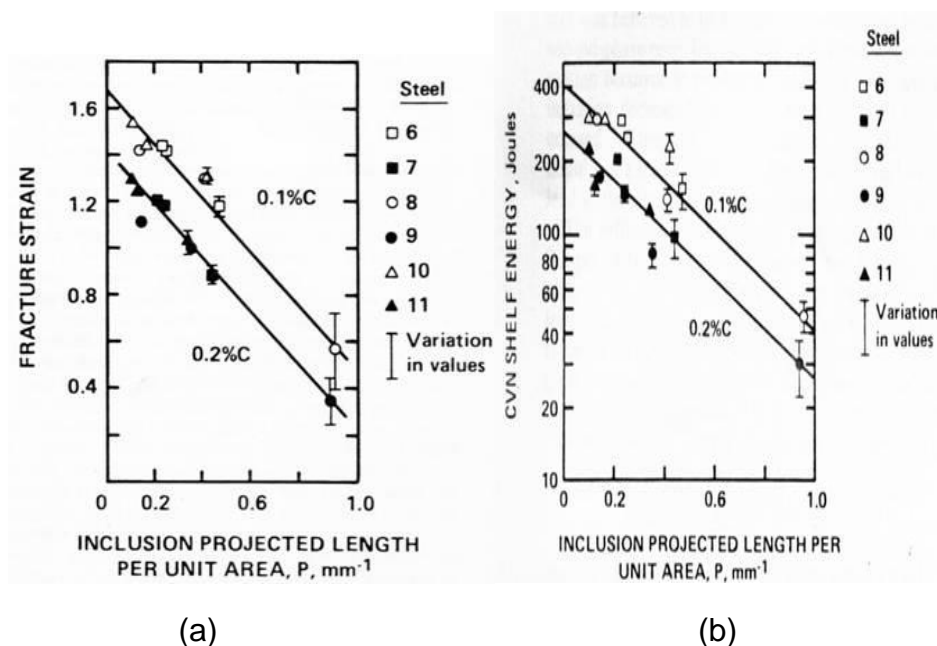 FRACTURE STRAIN
1.6
1.2
0.8
0.4
0
0.2
0.6
1.0
0.1%C
0.2%C
Steel
6
7
8
9
10
11
Variation
in values
INCLUSION PROJECTED LENGTH
PER UNIT AREA, P, mm⁻¹
(a)
CVN SHELF ENERGY, Joules
400
200
100
80
60
40
20
10
0
0.2
0.6
1.0
0.1%C
0.2%C
Steel
6
7
8
9
10
11
Variation
in values
INCLUSION PROJECTED LENGTH PER
UNIT AREA, P, mm⁻¹
(b)